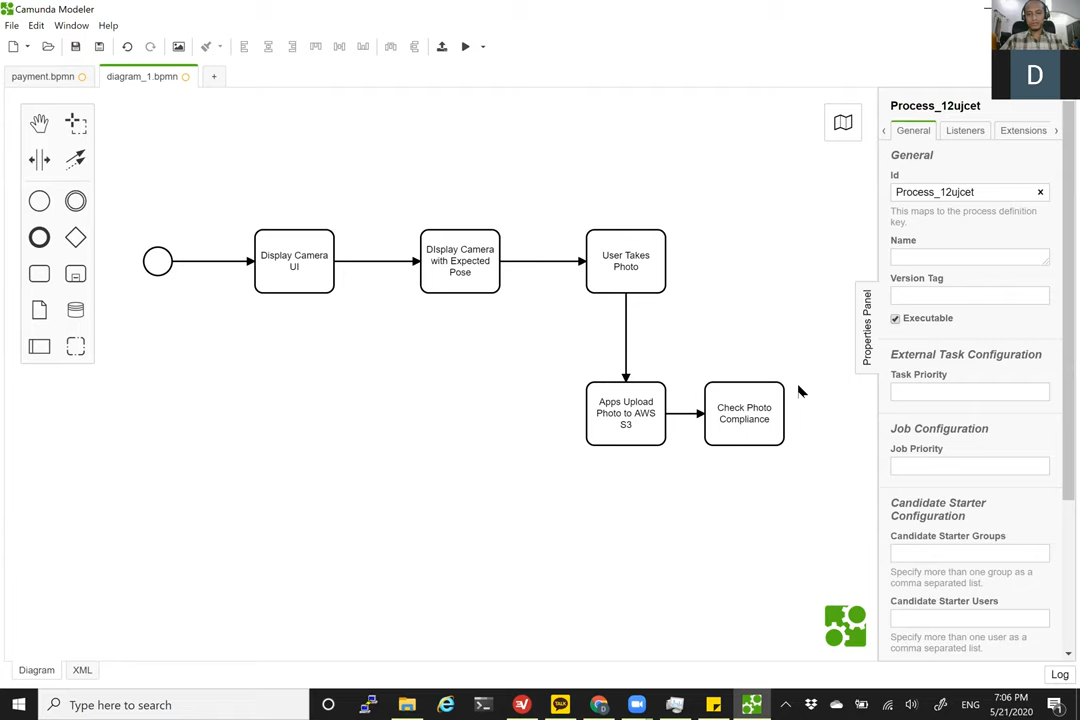 Camunda Modeler
File Edit Window Help
payment.bpmn diagram_1.bpmn +
D
Display Camera
UI
DIsplay Camera
with Expected
Pose
User Takes
Photo
Apps Upload
Photo to AWS
S3
Check Photo
Compliance
Properties Panel
Process_12ujcet
General Listeners Extensions
General
Id
Process_12ujcet
This maps to the process definition
key.
Name
Version Tag
Executable
External Task Configuration
Task Priority
Job Configuration
Job Priority
Candidate Starter
Configuration
Candidate Starter Groups
Specify more than one group as a
comma separated list.
Candidate Starter Users
Specify more than one user as a
comma separated list.
Diagram XML
Log
Type here to search
TALK
ENG
7:06 PM
5/21/2020